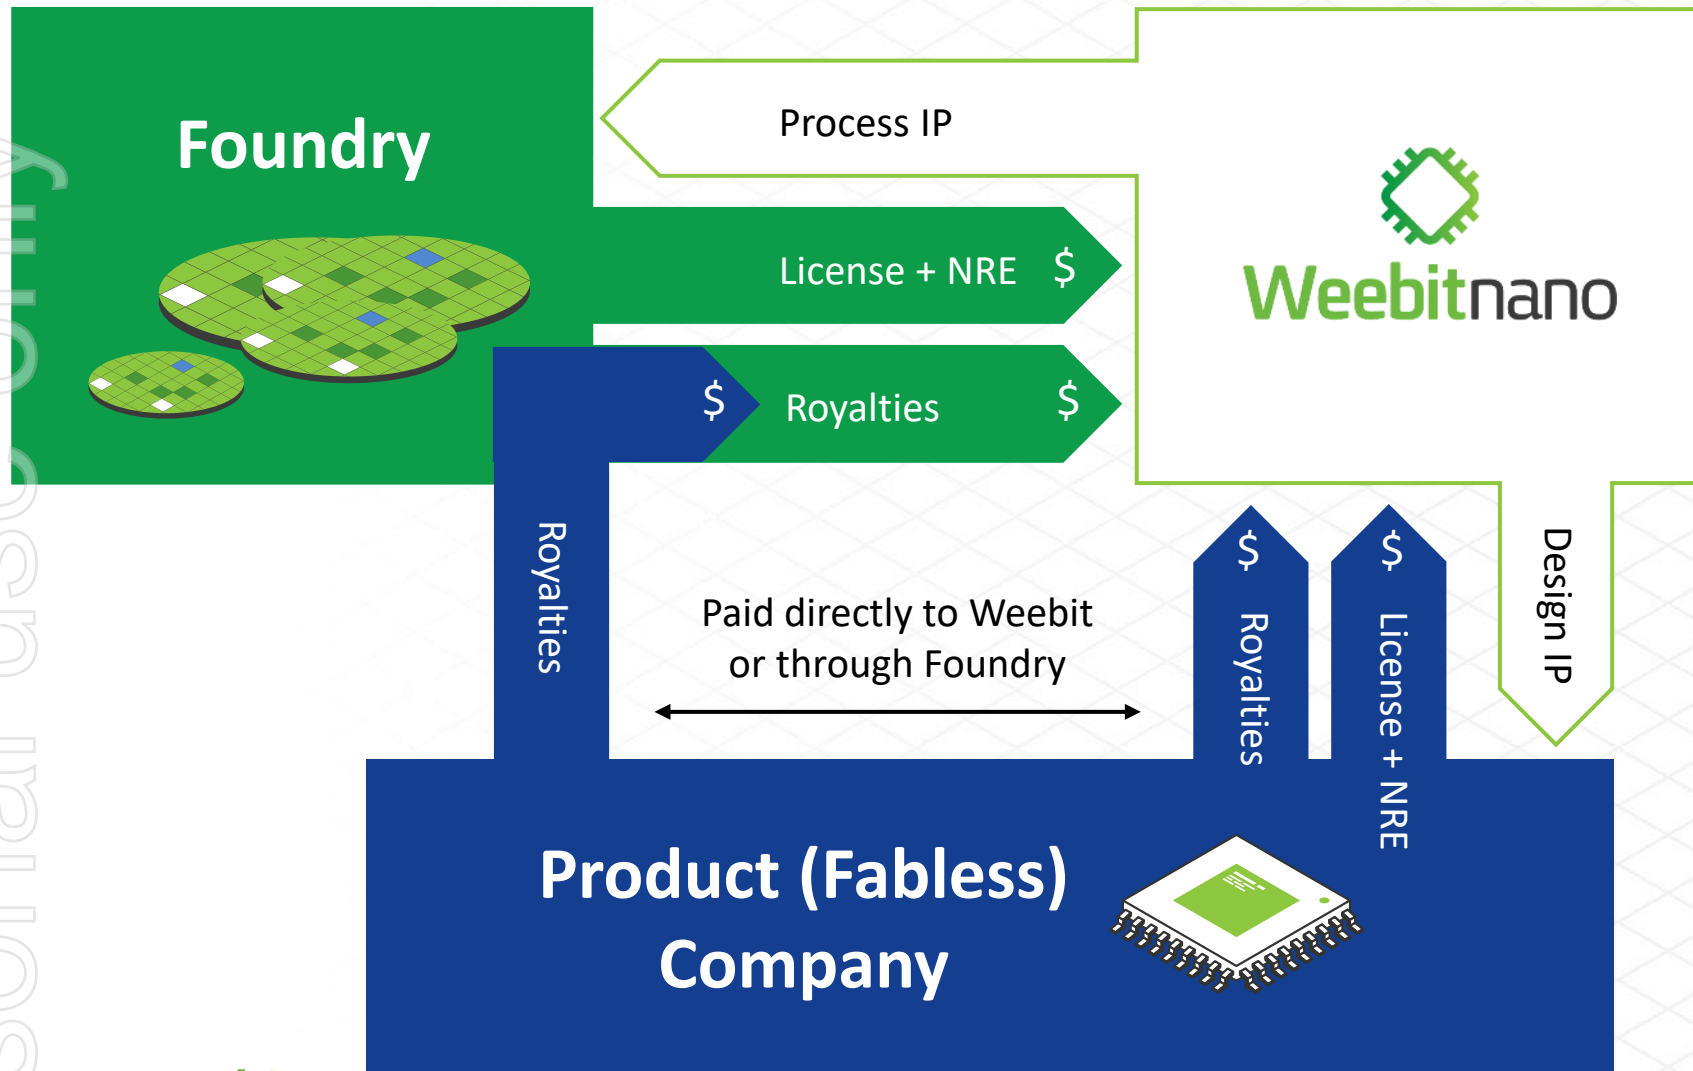 Foundry
Process IP
License + NRE $
$ Royalties $
Weebitnano
Royalties
Paid directly to Weebit
or through Foundry
$ Royalties
$ License + NRE
Design IP
Product (Fabless)
Company